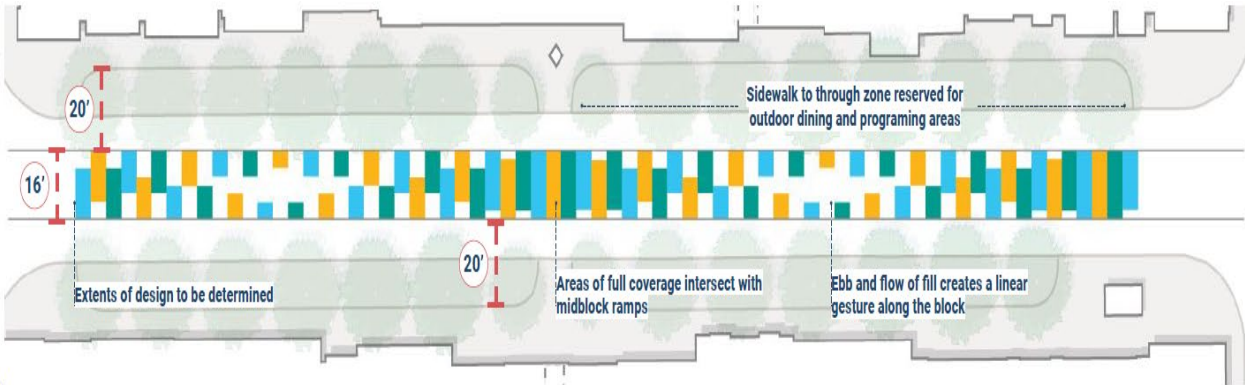 20'
Sidewalk to through zone reserved for
outdoor dining and programing areas
16'
20'
Extents of design to be determined
Areas of full coverage intersect with
midblock ramps
Ebb and flow of fill creates a linear
gesture along the block